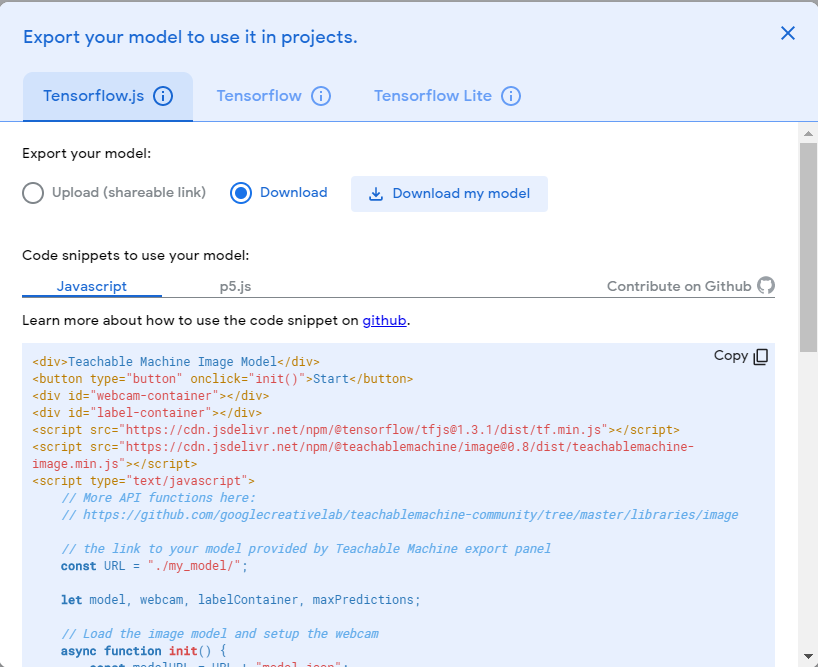 Export your model to use it in projects.
Tensorflow.js Tensorflow Tensorflow Lite
Export your model:
Upload (shareable link) Download Download my model
Code snippets to use your model:
Javascript p5.js Contribute on Github
Learn more about how to use the code snippet on github.
Copy
<div>Teachable Machine Image Model</div>
<button type="button" onclick="init()">Start</button>
<div id="webcam-container"></div>
<div id="label-container"></div>
<script src="https://cdn.jsdelivr.net/npm/@tensorflow/tfjs@1.3.1/dist/tf.min.js"></script>
<script src="https://cdn.jsdelivr.net/npm/@teachablemachine/image@0.8/dist/teachablemachine-
image.min.js"></script>
<script type="text/javascript">
// More API functions here:
// https://github.com/googlecreativelab/teachablemachine-community/tree/master/libraries/image
// the link to your model provided by Teachable Machine export panel
const URL = "./my_model/";
let model, webcam, labelContainer, maxPredictions;
// Load the image model and setup the webcam
async function init() {
const modelURL = URL + "model.json";